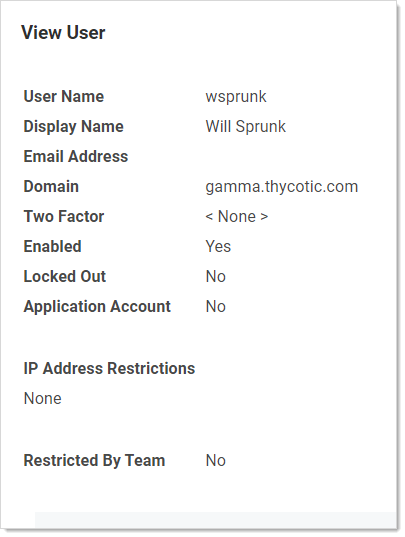 View User
User Name wsprunk
Display Name Will Sprunk
Email Address
Domain gamma.thycotic.com
Two Factor < None >
Enabled Yes
Locked Out No
Application Account No
IP Address Restrictions
None
Restricted By Team No